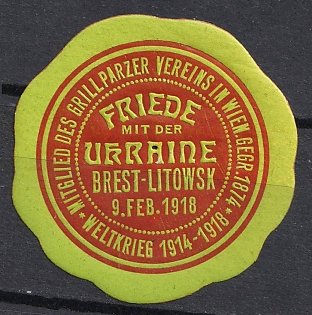 MITGLIED DES GRILLPARZER VEREINS IN WIEN. GEGR. 1874
FRIEDE
MIT DER
UKRAINE
BREST-LITOWSK
9. FEB. 1918
* WELTKRIEG 1914-1918 *